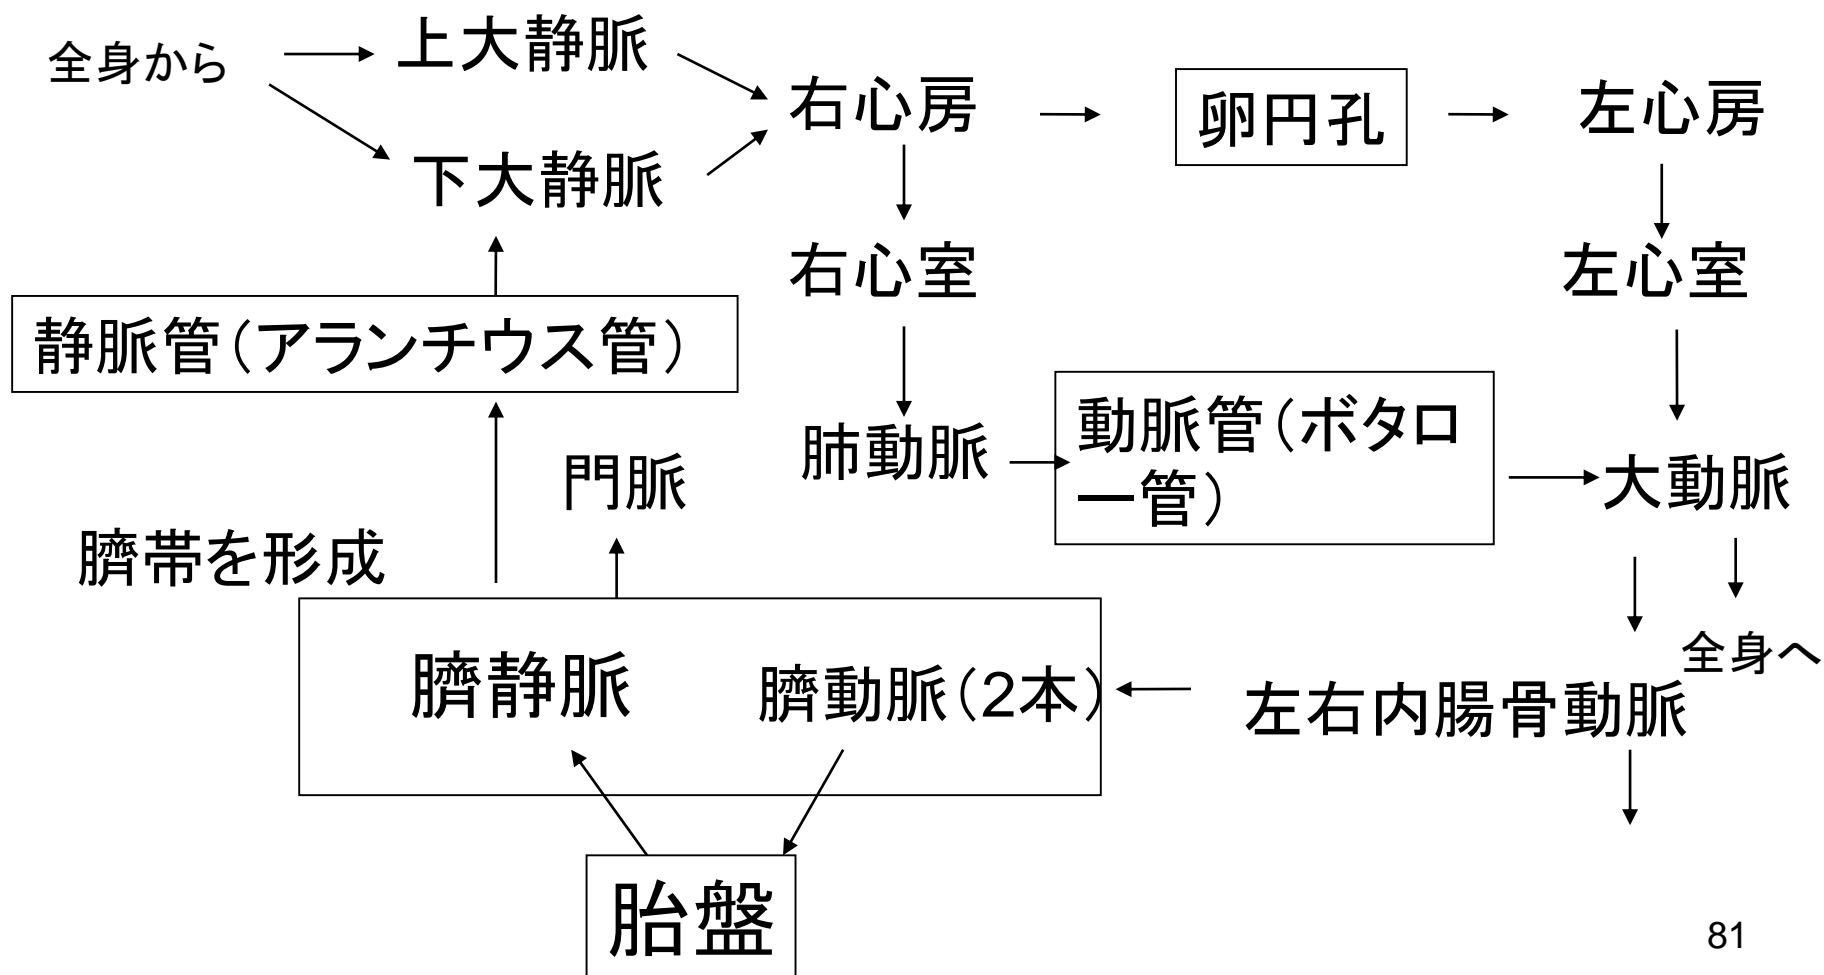 全身から
上大静脈
右心房
卵円孔
左心房
下大静脈
右心室
左心室
静脈管（アランチウス管）
肺動脈
動脈管（ボタロ
ー管）
大動脈
門脈
臍帯を形成
全身へ
臍静脈
臍動脈（2本）
左右内腸骨動脈
胎盤
81